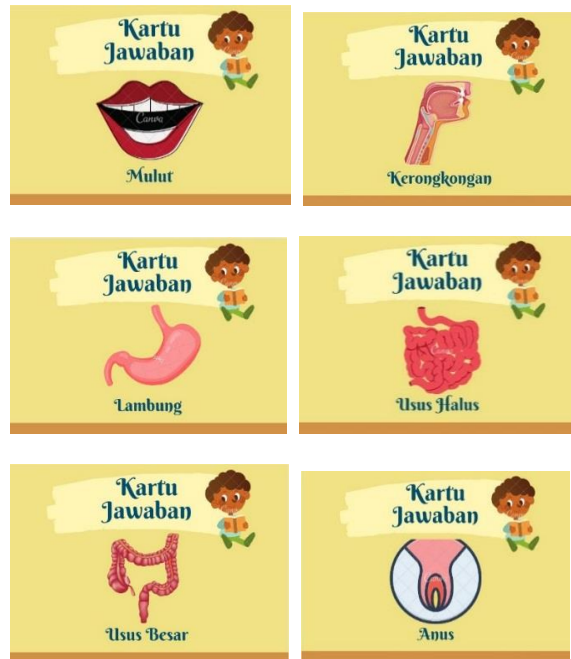 Kartu
Jawaban
Canva
Mulut
Kartu
Jawaban
Kerongkongan
Kartu
Jawaban
Lambung
Kartu
Jawaban
Usus Halus
Kartu
Jawaban
Usus Besar
Kartu
Jawaban
Anus